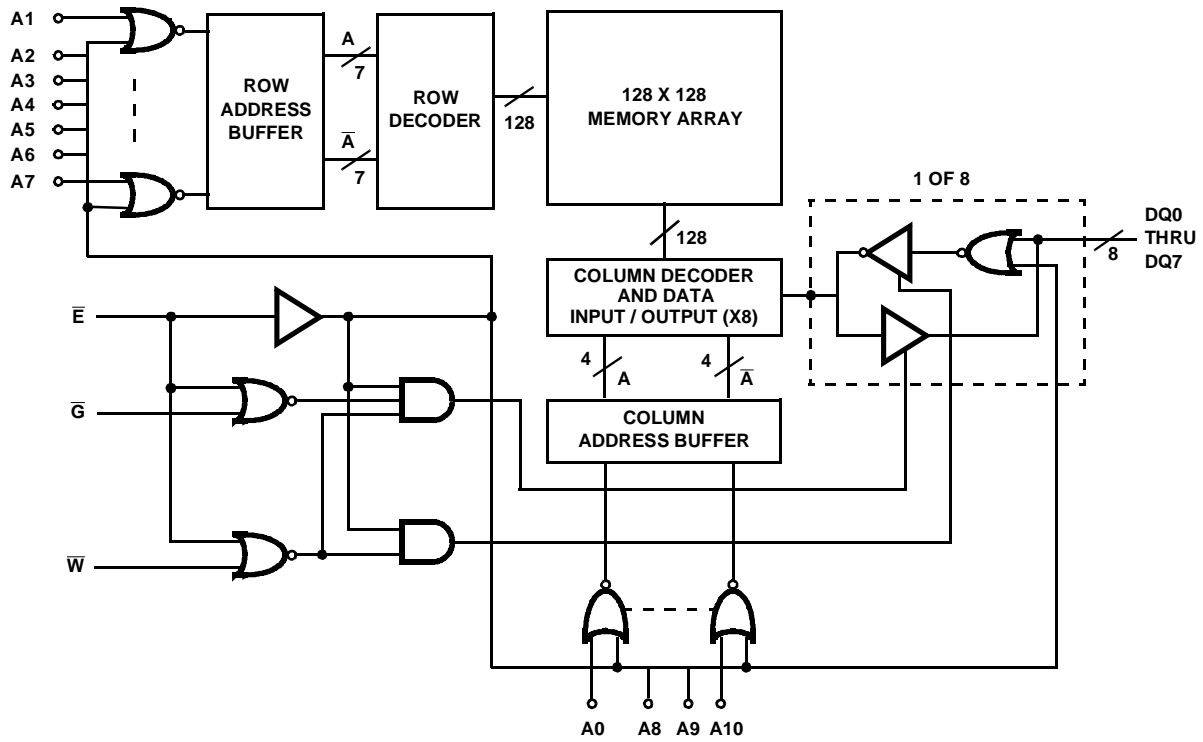 A1
A2
A3
A4
A5
A6
A7
ROW
ADDRESS
BUFFER
A
7
A̅
7
ROW
DECODER
128
128 X 128
MEMORY ARRAY
128
1 OF 8
DQ0
THRU
DQ7
8
COLUMN DECODER
AND DATA
INPUT / OUTPUT (X8)
4
A
4
A̅
COLUMN
ADDRESS BUFFER
E̅
G̅
W̅
A0
A8
A9
A10